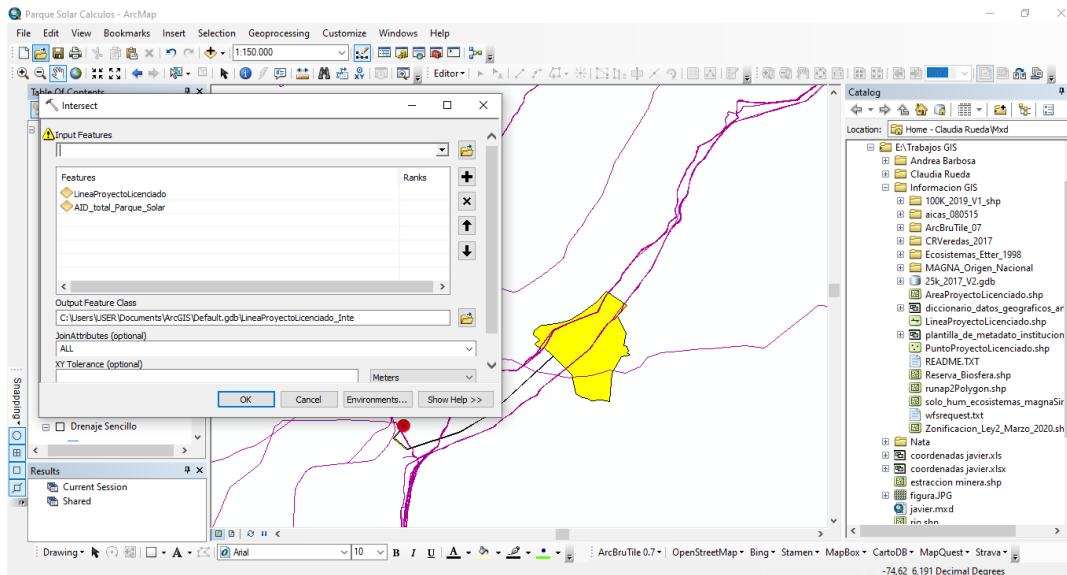 Parque Solar Calculos - ArcMap
File Edit View Bookmarks Insert Selection Geoprocessing Customize Windows Help
1:150.000
Editor
Table Of Contents
Intersect
Input Features
Features Ranks
LineaProyectoLicenciado
AID_total_Parque_Solar
Output Feature Class
C:\Users\USER\Documents\ArcGIS\Default.gdb\LineaProyectoLicenciado_Inte
JoinAttributes (optional)
ALL
XY Tolerance (optional)
Meters
OK Cancel Environments... Show Help >>
Snapping
Drenaje Sencillo
Results
Current Session
Shared
Catalog
Location: Home - Claudia Rueda\Mxd
E:\Trabajos GIS
Andrea Barbosa
Claudia Rueda
Informacion GIS
100K_2019_V1_shp
aicas_080515
ArcBruTile_07
CRVeredas_2017
Ecosistemas_Etter_1998
MAGNA_Origen_Nacional
25k_2017_V2.gdb
AreaProyectoLicenciado.shp
diccionario_datos_geograficos_ar
LineaProyectoLicenciado.shp
plantilla_de_metadato_institucion
PuntoProyectoLicenciado.shp
README.TXT
Reserva_Biosfera.shp
runap2Polygon.shp
solo_hum_ecosistemas_magnaSir
wfsrequest.txt
Zonificacion_Ley2_Marzo_2020.sh
Nata
coordenadas javier.xls
coordenadas javier.xlsx
estraccion minera.shp
figura.JPG
javier.mxd
rio.shp
Drawing A Arial 10 B I U A ArcBruTile 0.7 OpenStreetMap Bing Stamen MapBox CartoDB MapQuest Strava
-74,62 6,191 Decimal Degrees